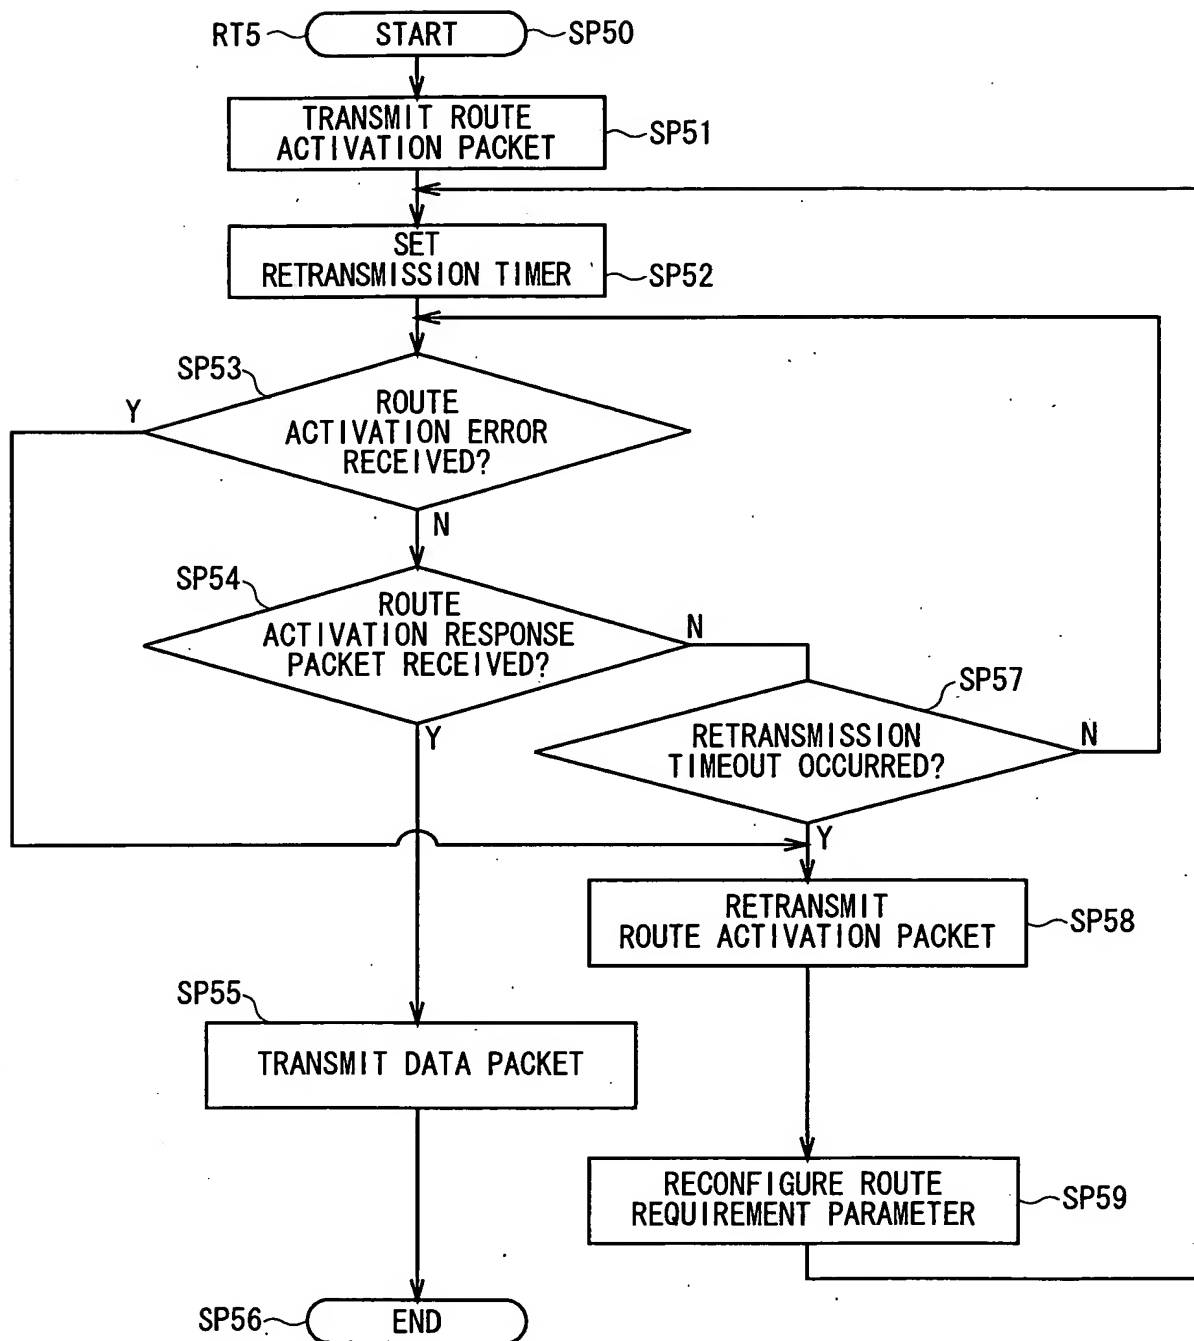 RT5 START SP50
TRANSMIT ROUTE
ACTIVATION PACKET
SP51
SET
RETRANSMISSION TIMER
SP52
SP53
Y
ROUTE
ACTIVATION ERROR
RECEIVED?
N
SP54
ROUTE
ACTIVATION RESPONSE
PACKET RECEIVED?
N
Y
SP57
RETRANSMISSION
TIMEOUT OCCURRED?
N
Y
RETRANSMIT
ROUTE ACTIVATION PACKET
SP58
SP55
TRANSMIT DATA PACKET
RECONFIGURE ROUTE
REQUIREMENT PARAMETER
SP59
SP56 END